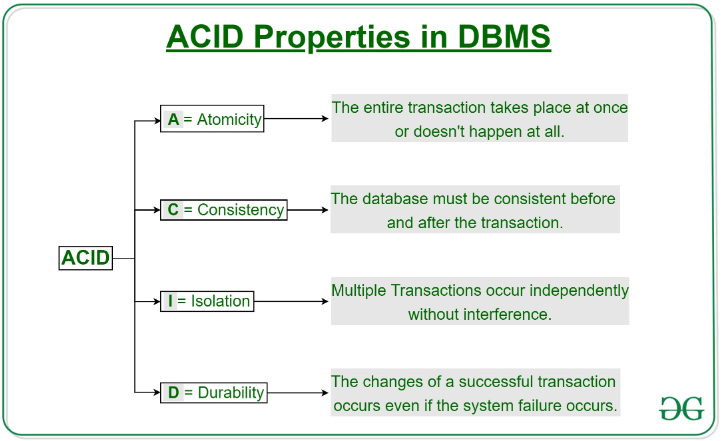 ACID Properties in DBMS
A = Atomicity
The entire transaction takes place at once
or doesn't happen at all.
C = Consistency
The database must be consistent before
and after the transaction.
ACID
I = Isolation
Multiple Transactions occur independently
without interference.
D = Durability
The changes of a successful transaction
occurs even if the system failure occurs.